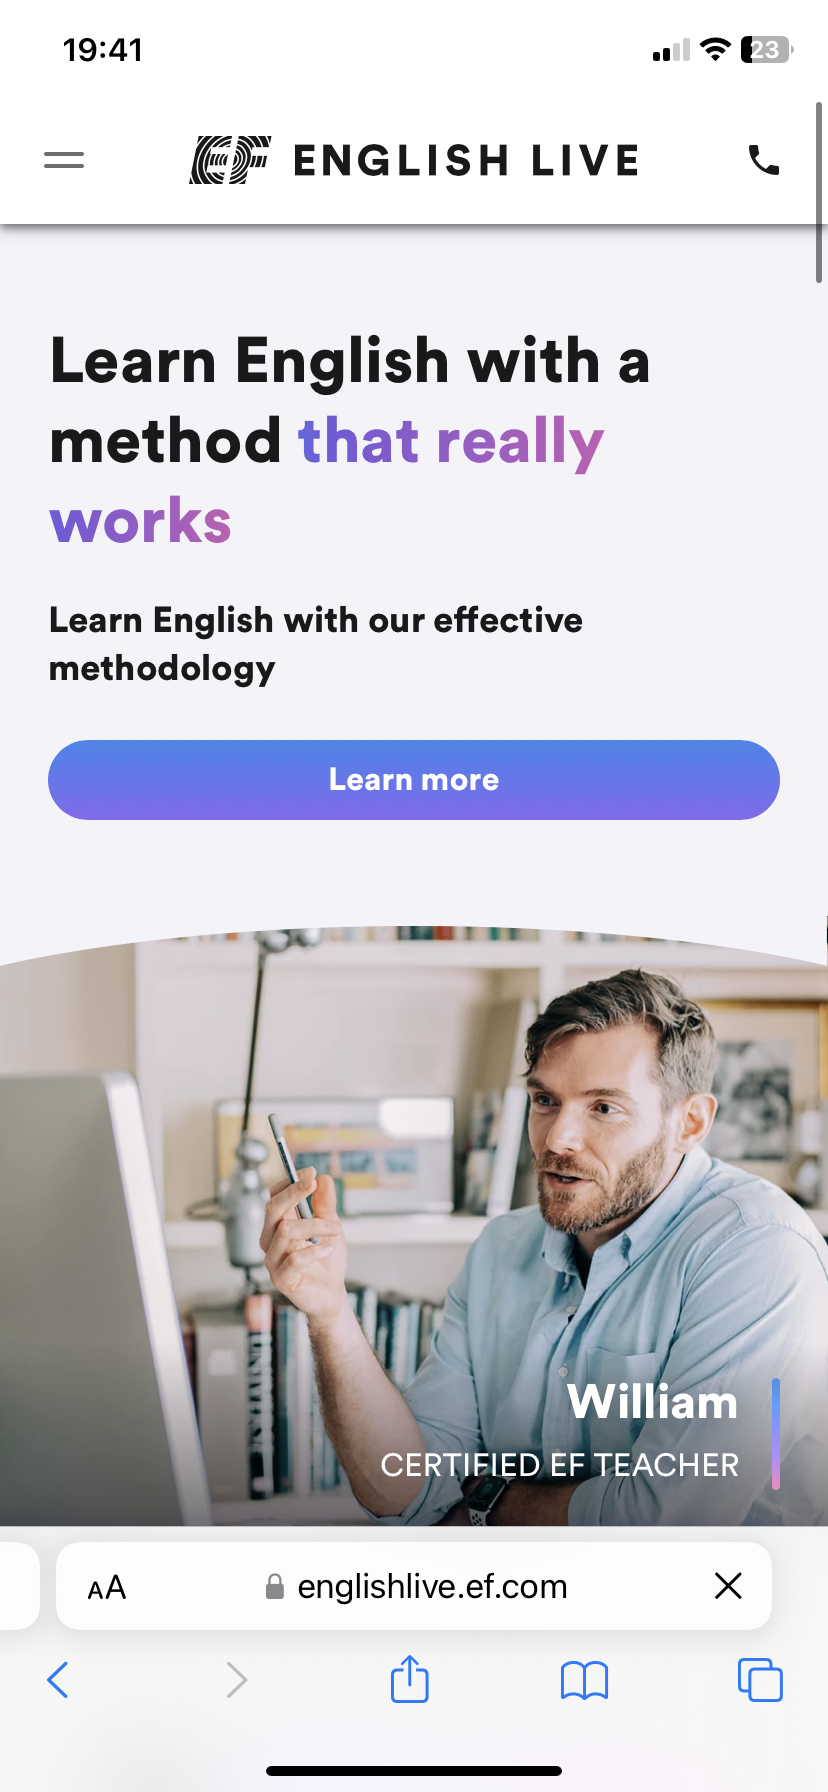 19:41
23
EF ENGLISH LIVE
Learn English with a
method that really
works
Learn English with our effective
methodology
Learn more
William
CERTIFIED EF TEACHER
AA
englishlive.ef.com